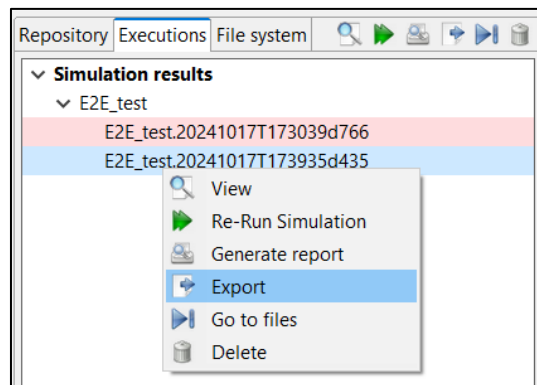 Repository Executions File system
Simulation results
E2E_test
E2E_test.20241017T173039d766
E2E_test.20241017T173935d435
View
Re-Run Simulation
Generate report
Export
Go to files
Delete